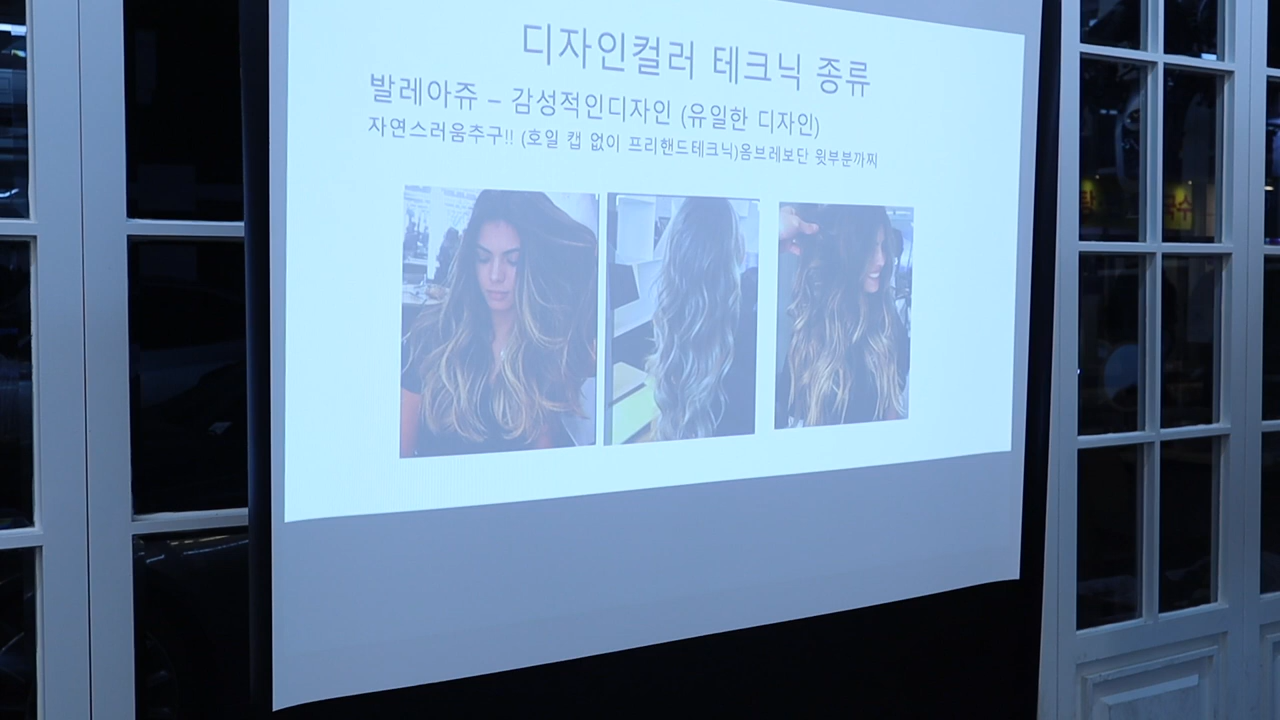 디자인컬러 테크닉 종류
발레아쥬 – 감성적인디자인 (유일한 디자인)
자연스러움추구!! (호일 캡 없이 프리핸드테크닉)옴브레보단 윗부분까찌